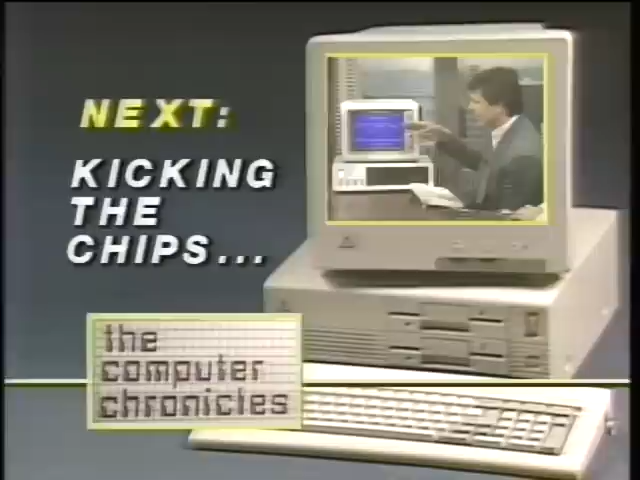 NEXT:
KICKING
THE
CHIPS...
the
computer
chronicles